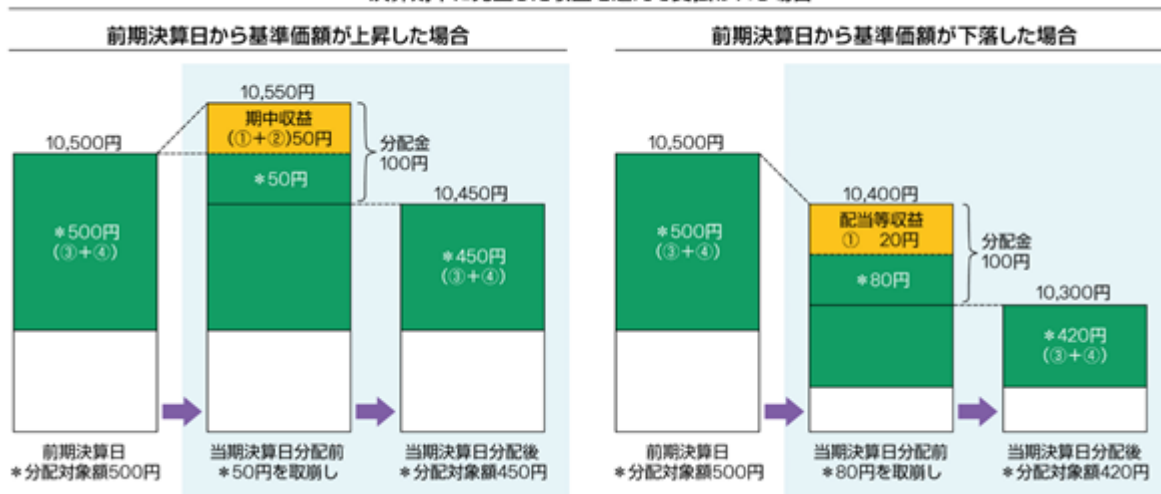 前期決算日から基準価額が上昇した場合
10,500円
*500円
(③+④)
10,550円
期中収益
(①+②)50円
*50円
分配金
100円
10,450円
*450円
(③+④)
前期決算日
*分配対象額500円
当期決算日分配前
*50円を取崩し
当期決算日分配後
*分配対象額450円
前期決算日から基準価額が下落した場合
10,500円
*500円
(③+④)
10,400円
配当等収益
① 20円
*80円
分配金
100円
10,300円
*420円
(③+④)
前期決算日
*分配対象額500円
当期決算日分配前
*80円を取崩し
当期決算日分配後
*分配対象額420円